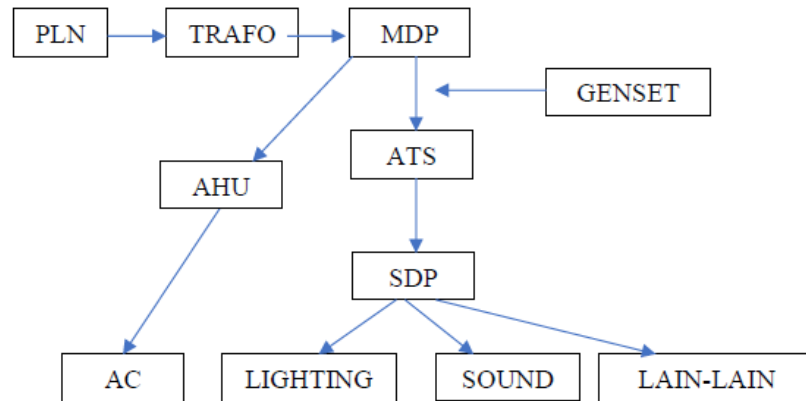 PLN
TRAFO
MDP
GENSET
ATS
AHU
SDP
AC
LIGHTING
SOUND
LAIN-LAIN